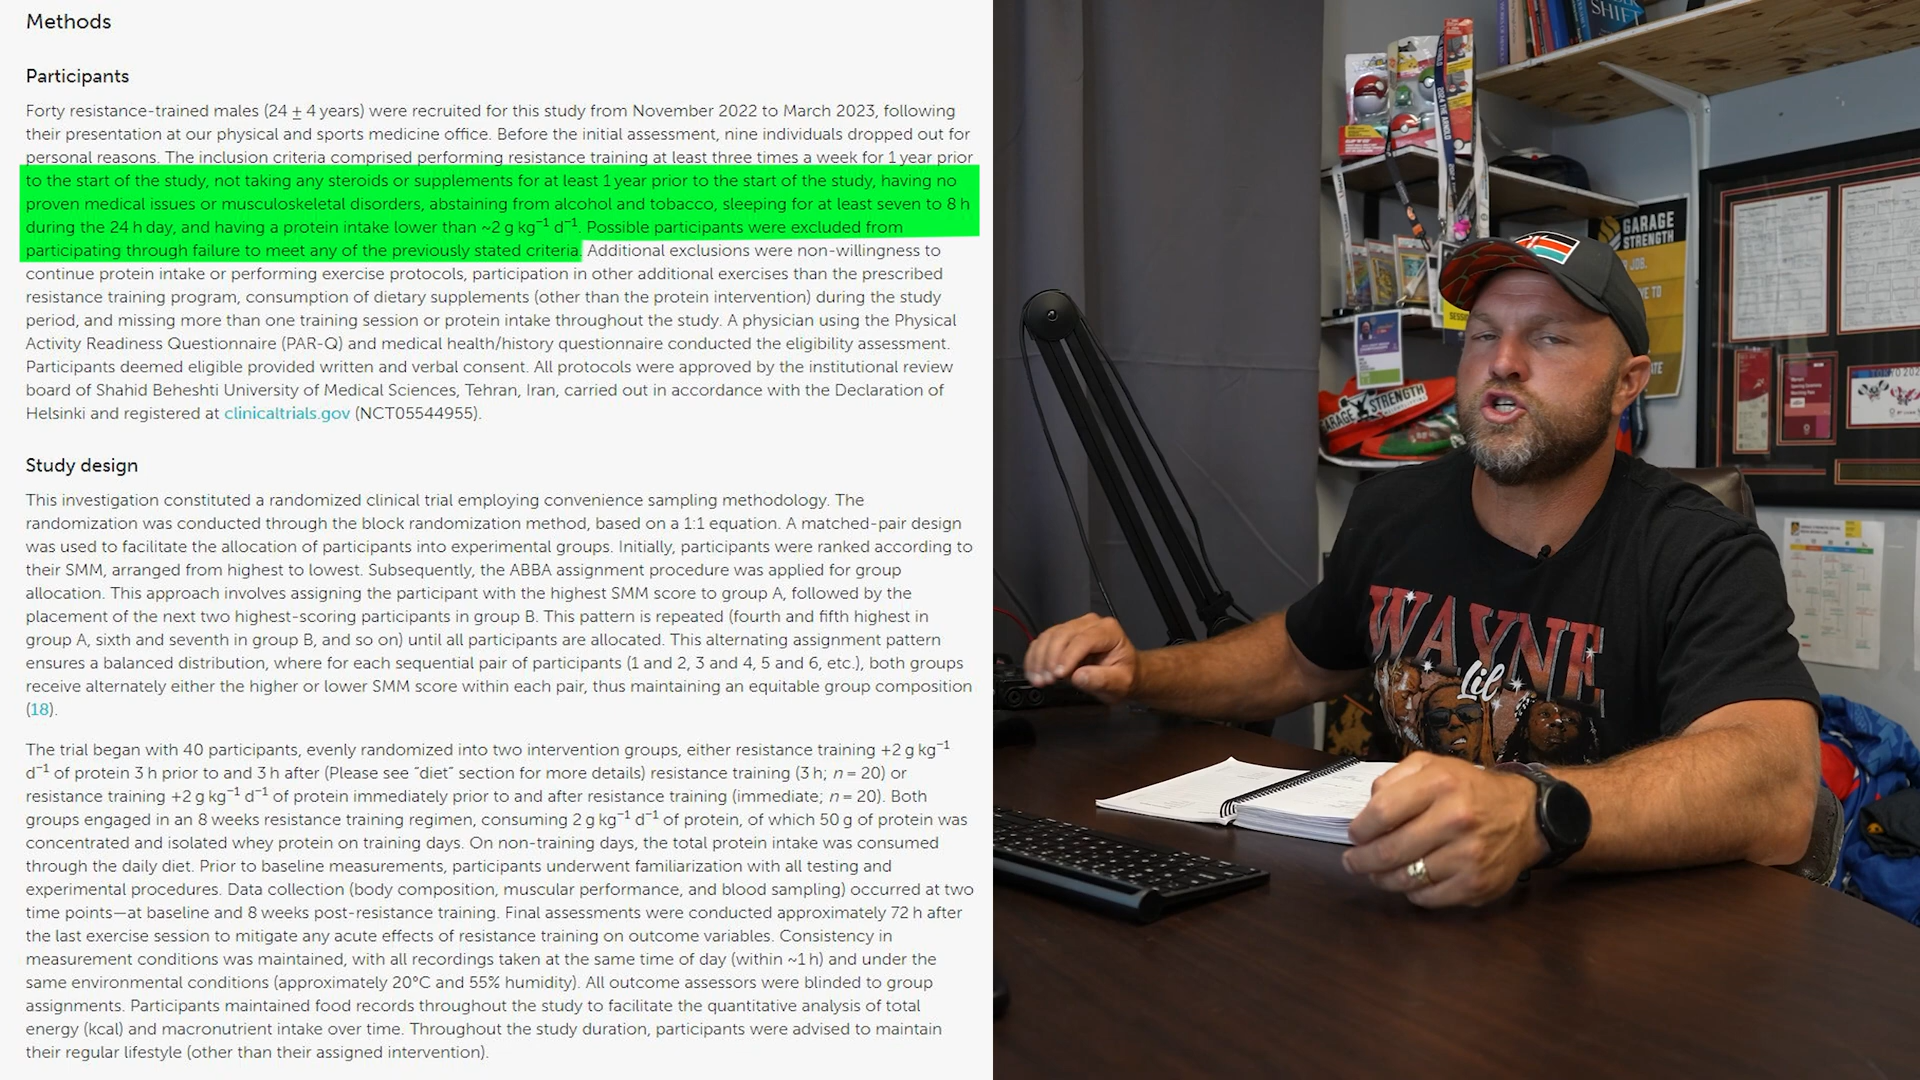 Methods
Participants
Forty resistance-trained males (24 ± 4 years) were recruited for this study from November 2022 to March 2023, following
their presentation at our physical and sports medicine office. Before the initial assessment, nine individuals dropped out for
personal reasons. The inclusion criteria comprised performing resistance training at least three times a week for 1 year prior
to the start of the study, not taking any steroids or supplements for at least 1 year prior to the start of the study, having no
proven medical issues or musculoskeletal disorders, abstaining from alcohol and tobacco, sleeping for at least seven to 8 h
during the 24 h day, and having a protein intake lower than ~2 g kg⁻¹ d⁻¹. Possible participants were excluded from
participating through failure to meet any of the previously stated criteria. Additional exclusions were non-willingness to
continue protein intake or performing exercise protocols, participation in other additional exercises than the prescribed
resistance training program, consumption of dietary supplements (other than the protein intervention) during the study
period, and missing more than one training session or protein intake throughout the study. A physician using the Physical
Activity Readiness Questionnaire (PAR-Q) and medical health/history questionnaire conducted the eligibility assessment.
Participants deemed eligible provided written and verbal consent. All protocols were approved by the institutional review
board of Shahid Beheshti University of Medical Sciences, Tehran, Iran, carried out in accordance with the Declaration of
Helsinki and registered at clinicaltrials.gov (NCT05544955).
Study design
This investigation constituted a randomized clinical trial employing convenience sampling methodology. The
randomization was conducted through the block randomization method, based on a 1:1 equation. A matched-pair design
was used to facilitate the allocation of participants into experimental groups. Initially, participants were ranked according to
their SMM, arranged from highest to lowest. Subsequently, the ABBA assignment procedure was applied for group
allocation. This approach involves assigning the participant with the highest SMM score to group A, followed by the
placement of the next two highest-scoring participants in group B. This pattern is repeated (fourth and fifth highest in
group A, sixth and seventh in group B, and so on) until all participants are allocated. This alternating assignment pattern
ensures a balanced distribution, where for each sequential pair of participants (1 and 2, 3 and 4, 5 and 6, etc.), both groups
receive alternately either the higher or lower SMM score within each pair, thus maintaining an equitable group composition
(18).
The trial began with 40 participants, evenly randomized into two intervention groups, either resistance training +2 g kg⁻¹
d⁻¹ of protein 3 h prior to and 3 h after (Please see “diet” section for more details) resistance training (3 h; n = 20) or
resistance training +2 g kg⁻¹ d⁻¹ of protein immediately prior to and after resistance training (immediate; n = 20). Both
groups engaged in an 8 weeks resistance training regimen, consuming 2 g kg⁻¹ d⁻¹ of protein, of which 50 g of protein was
concentrated and isolated whey protein on training days. On non-training days, the total protein intake was consumed
through the daily diet. Prior to baseline measurements, participants underwent familiarization with all testing and
experimental procedures. Data collection (body composition, muscular performance, and blood sampling) occurred at two
time points—at baseline and 8 weeks post-resistance training. Final assessments were conducted approximately 72 h after
the last exercise session to mitigate any acute effects of resistance training on outcome variables. Consistency in
measurement conditions was maintained, with all recordings taken at the same time of day (within ~1 h) and under the
same environmental conditions (approximately 20°C and 55% humidity). All outcome assessors were blinded to group
assignments. Participants maintained food records throughout the study to facilitate the quantitative analysis of total
energy (kcal) and macronutrient intake over time. Throughout the study duration, participants were advised to maintain
their regular lifestyle (other than their assigned intervention).
SHIFT
GARAGE
STRENGTH
JOB.
GARAGE STRENGTH
WAYNE
Lil